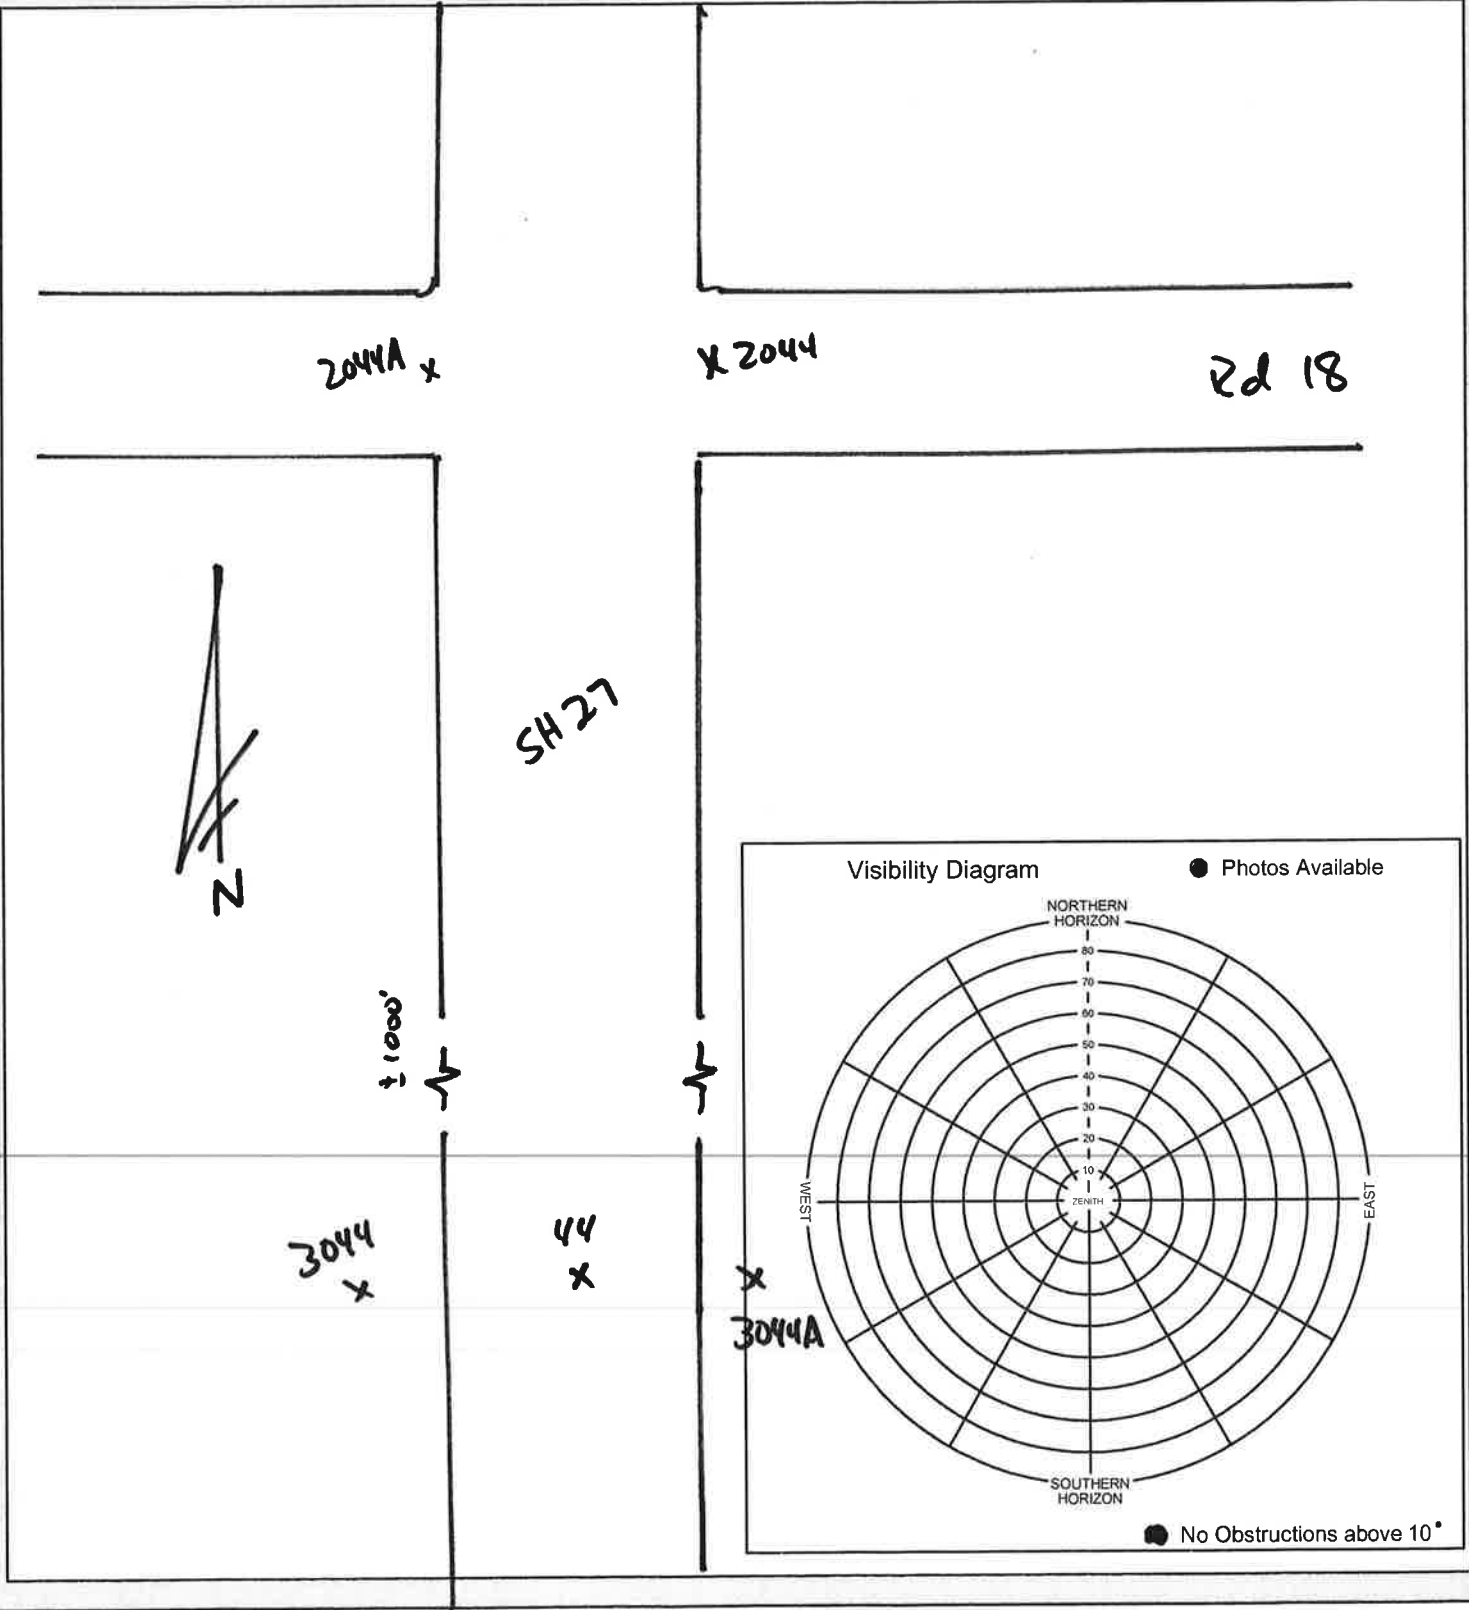 2044A x
x 2044
Rd 18
SH 27
N
± 1000'
Visibility Diagram
Photos Available
NORTHERN
HORIZON
80
70
60
50
40
30
20
10
ZENITH
WEST
EAST
SOUTHERN
HORIZON
No Obstructions above 10°
3044
x
44
x
x
3044A